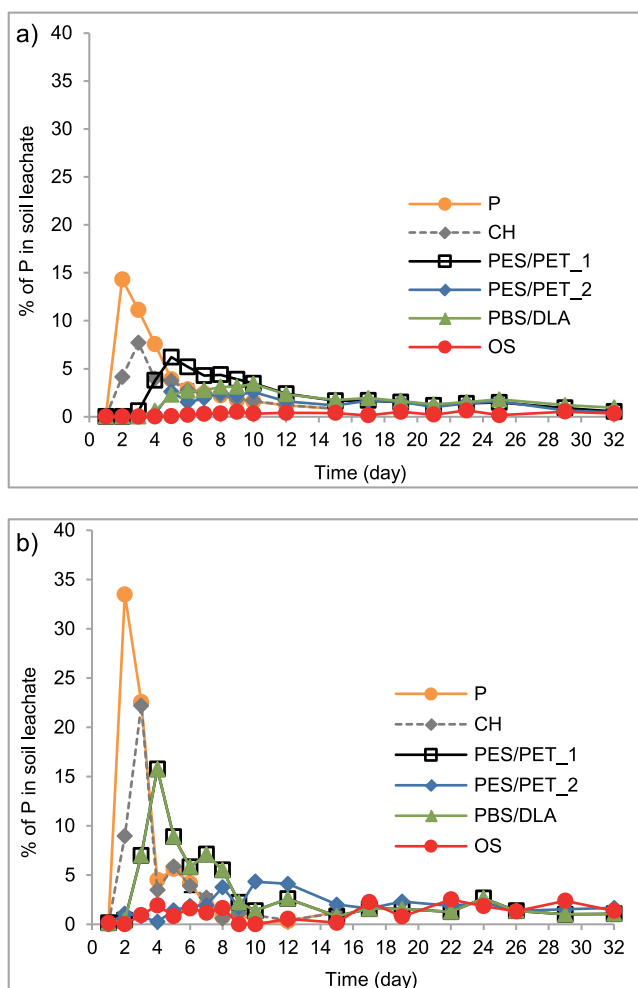 a)
% of P in soil leachate
40
35
30
25
20
15
10
5
0
P
CH
PES/PET_1
PES/PET_2
PBS/DLA
OS
0 2 4 6 8 10 12 14 16 18 20 22 24 26 28 30 32
Time (day)
b)
% of P in soil leachate
40
35
30
25
20
15
10
5
0
P
CH
PES/PET_1
PES/PET_2
PBS/DLA
OS
0 2 4 6 8 10 12 14 16 18 20 22 24 26 28 30 32
Time (day)